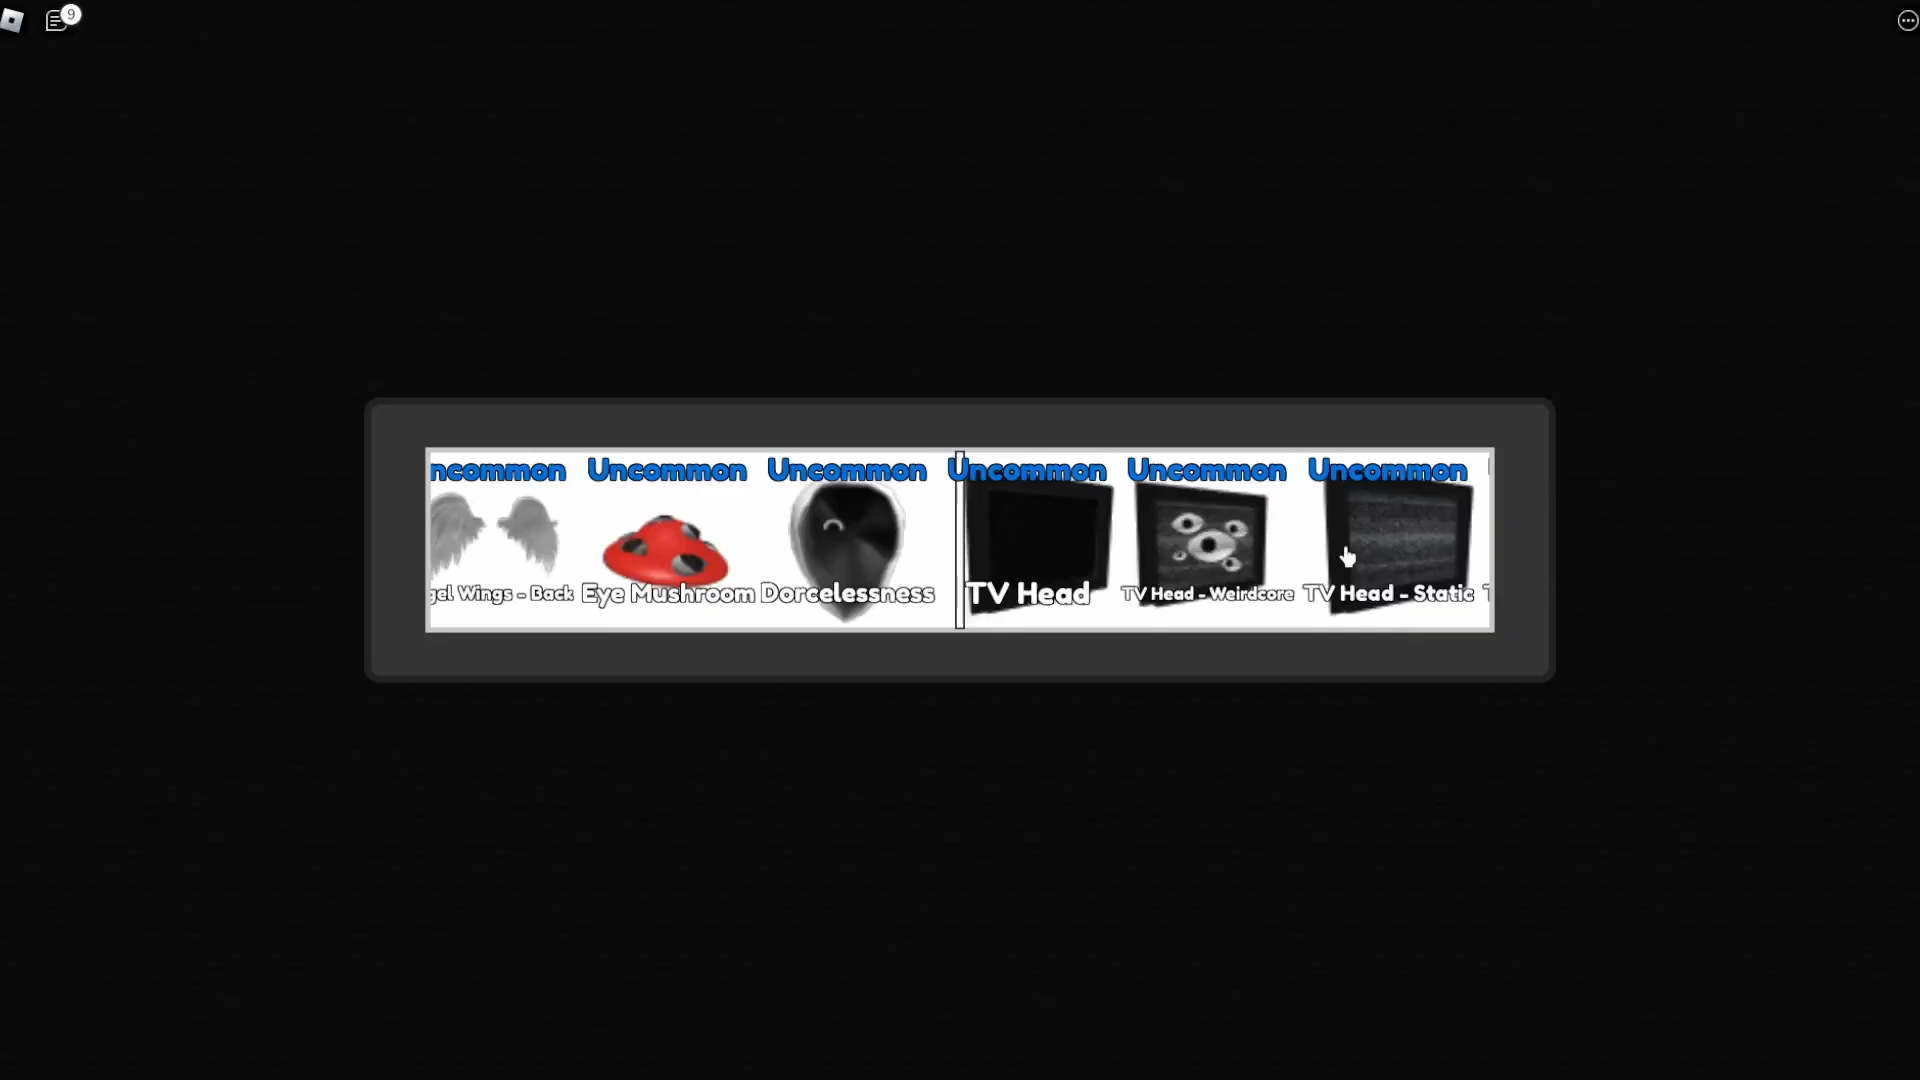 9
ncommon Uncommon Uncommon Uncommon Uncommon Uncommon
gel Wings - Back Eye Mushroom Dorcelessness TV Head TV Head - Weirdcore TV Head - Static